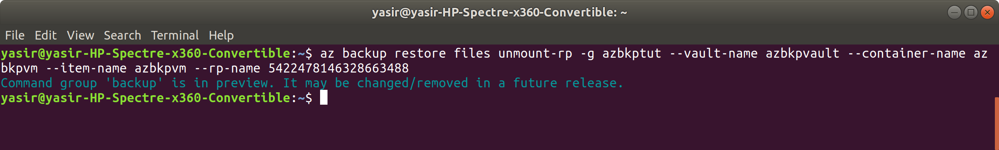 yasir@yasir-HP-Spectre-x360-Convertible: ~
File Edit View Search Terminal Help
yasir@yasir-HP-Spectre-x360-Convertible:~$ az backup restore files unmount-rp -g azbkptut --vault-name azbkpvault --container-name az
bkpvm --item-name azbkpvm --rp-name 5422478146328663488
Command group 'backup' is in preview. It may be changed/removed in a future release.
yasir@yasir-HP-Spectre-x360-Convertible:~$